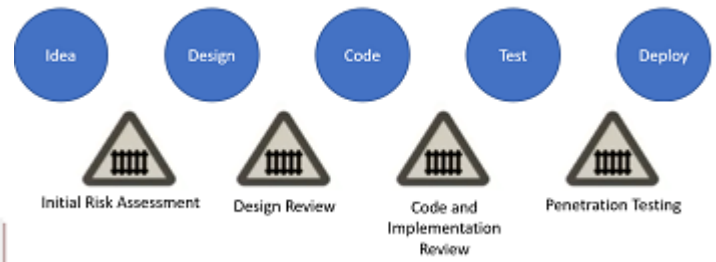 Idea
Design
Code
Test
Deploy
Initial Risk Assessment
Design Review
Code and
Implementation
Review
Penetration Testing